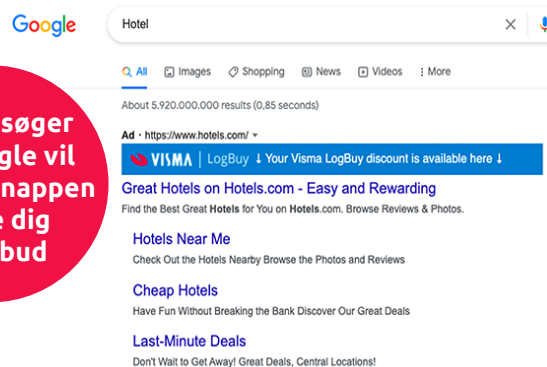 Google
Hotel
All Images Shopping News Videos More
About 5.920.000.000 results (0,85 seconds)
Ad · https://www.hotels.com/
VISMA | LogBuy ↓ Your Visma LogBuy discount is available here ↓
Great Hotels on Hotels.com - Easy and Rewarding
Find the Best Great Hotels for You on Hotels.com. Browse Reviews & Photos.
Hotels Near Me
Check Out the Hotels Nearby Browse the Photos and Reviews
Cheap Hotels
Have Fun Without Breaking the Bank Discover Our Great Deals
Last-Minute Deals
Don't Wait to Get Away! Great Deals, Central Locations!
søger
gle vil
nappen
e dig
bud